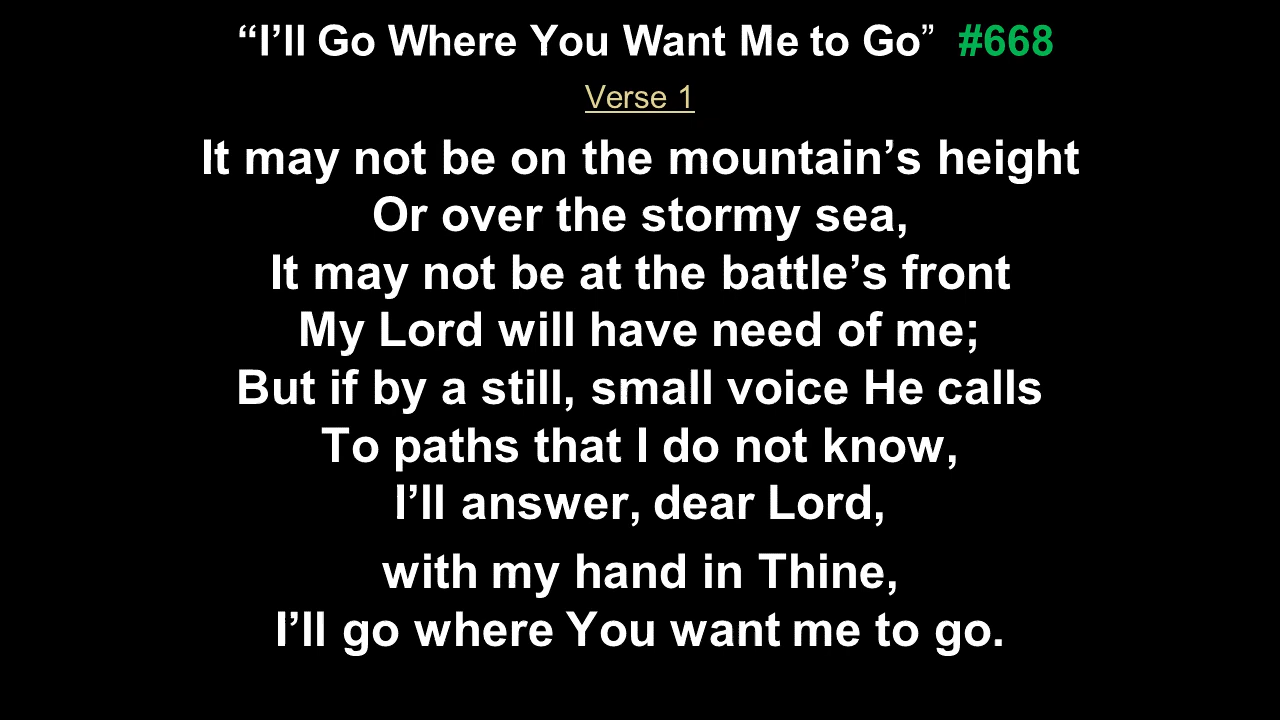 “I’ll Go Where You Want Me to Go” #668
Verse 1
It may not be on the mountain’s height
Or over the stormy sea,
It may not be at the battle’s front
My Lord will have need of me;
But if by a still, small voice He calls
To paths that I do not know,
I’ll answer, dear Lord,
with my hand in Thine,
I’ll go where You want me to go.